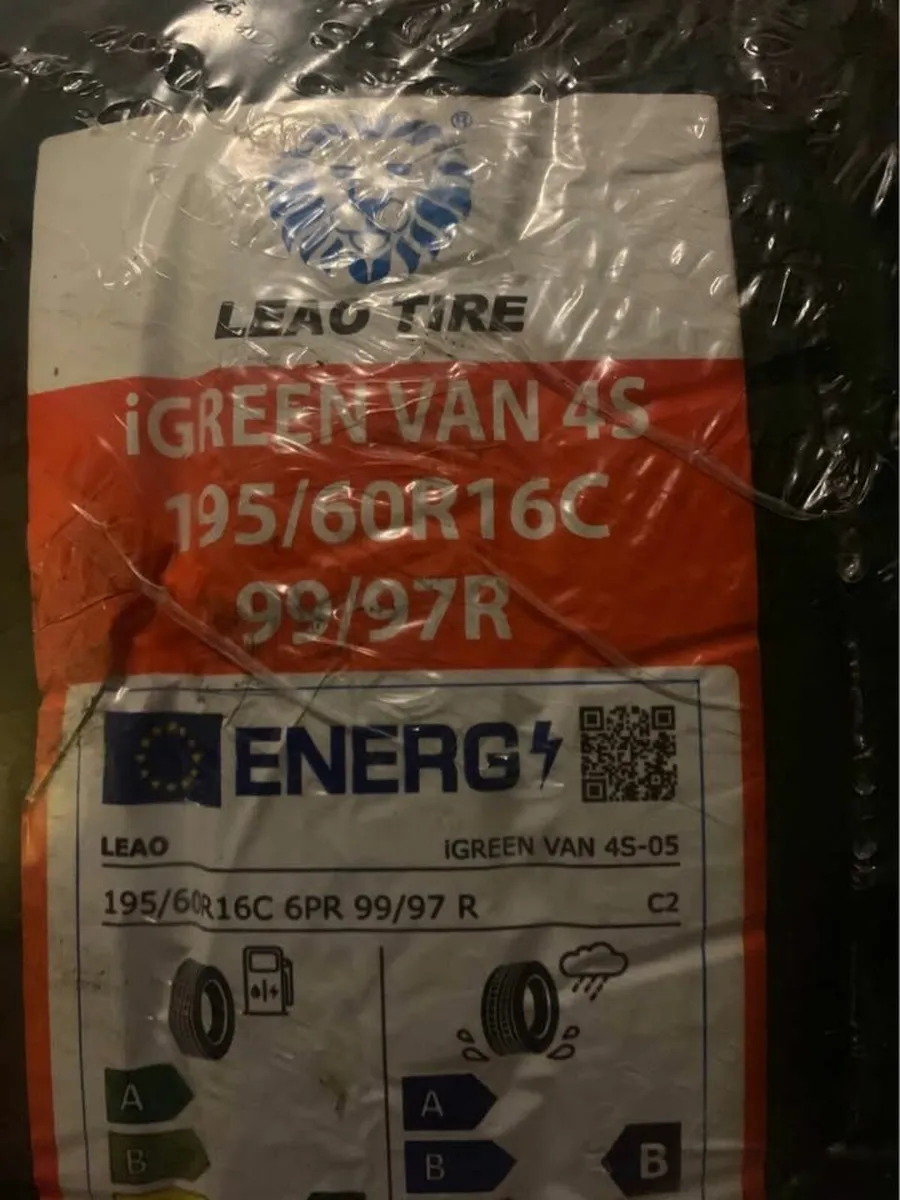 ®
LEAO TIRE
iGREEN VAN 4S
195/60R16C
99/97R
ENERG
LEAO iGREEN VAN 4S-05
195/60R16C 6PR 99/97 R C2
A A
B B B